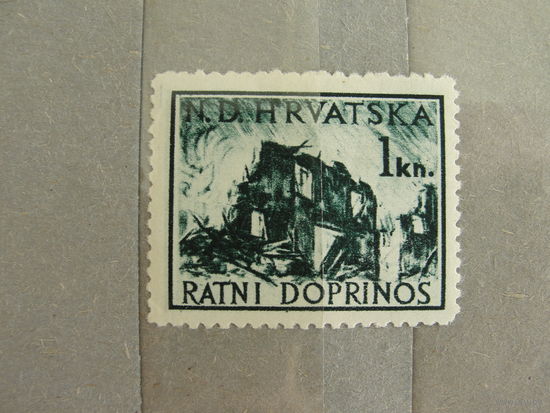 N.D. HRVATSKA
1 kn.
RATNI DOPRINOS